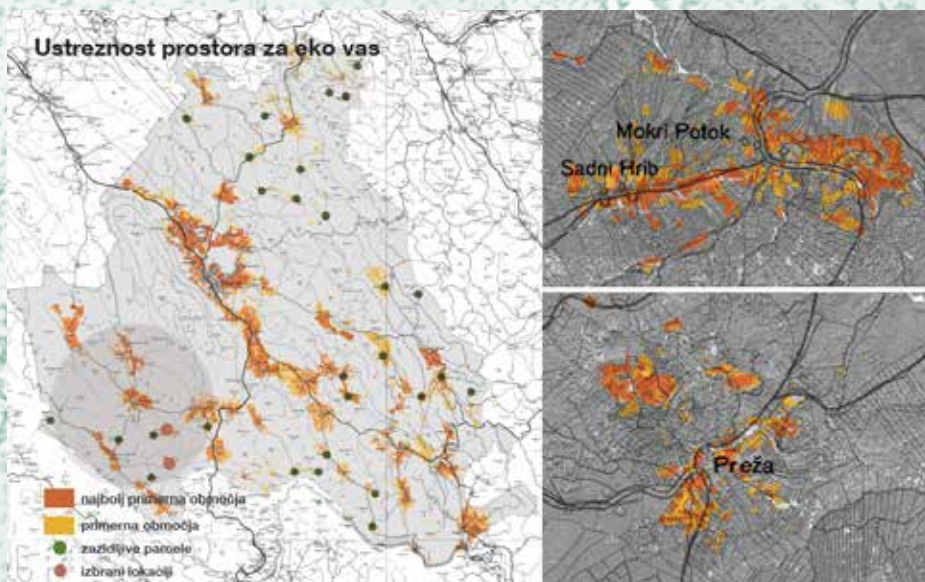 Ustreznost prostora za eko vas
najbolj primerna območja
primerna območja
zazidljive parcele
izbrani lokaciji
Mokri Potok
Sadni Hrib
Preža